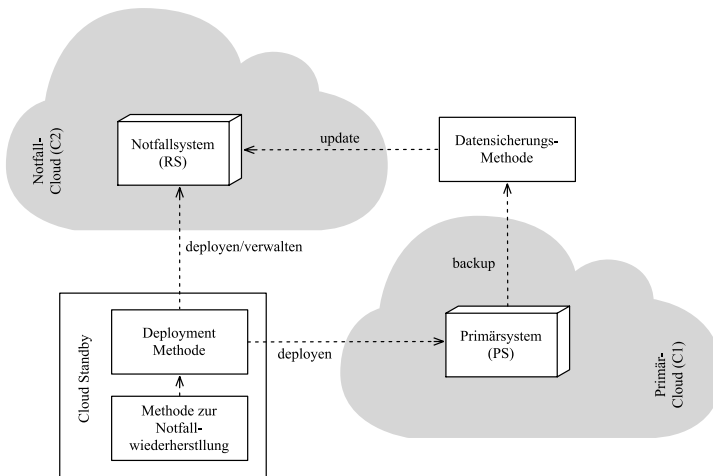 Notfall-
Cloud (C2)
Notfallsystem
(RS)
update
Datensicherungs-
Methode
deployen/verwalten
backup
Cloud Standby
Deployment
Methode
deployen
Primärsystem
(PS)
Primär-
Cloud (C1)
Methode zur
Notfall-
wiederherstllung